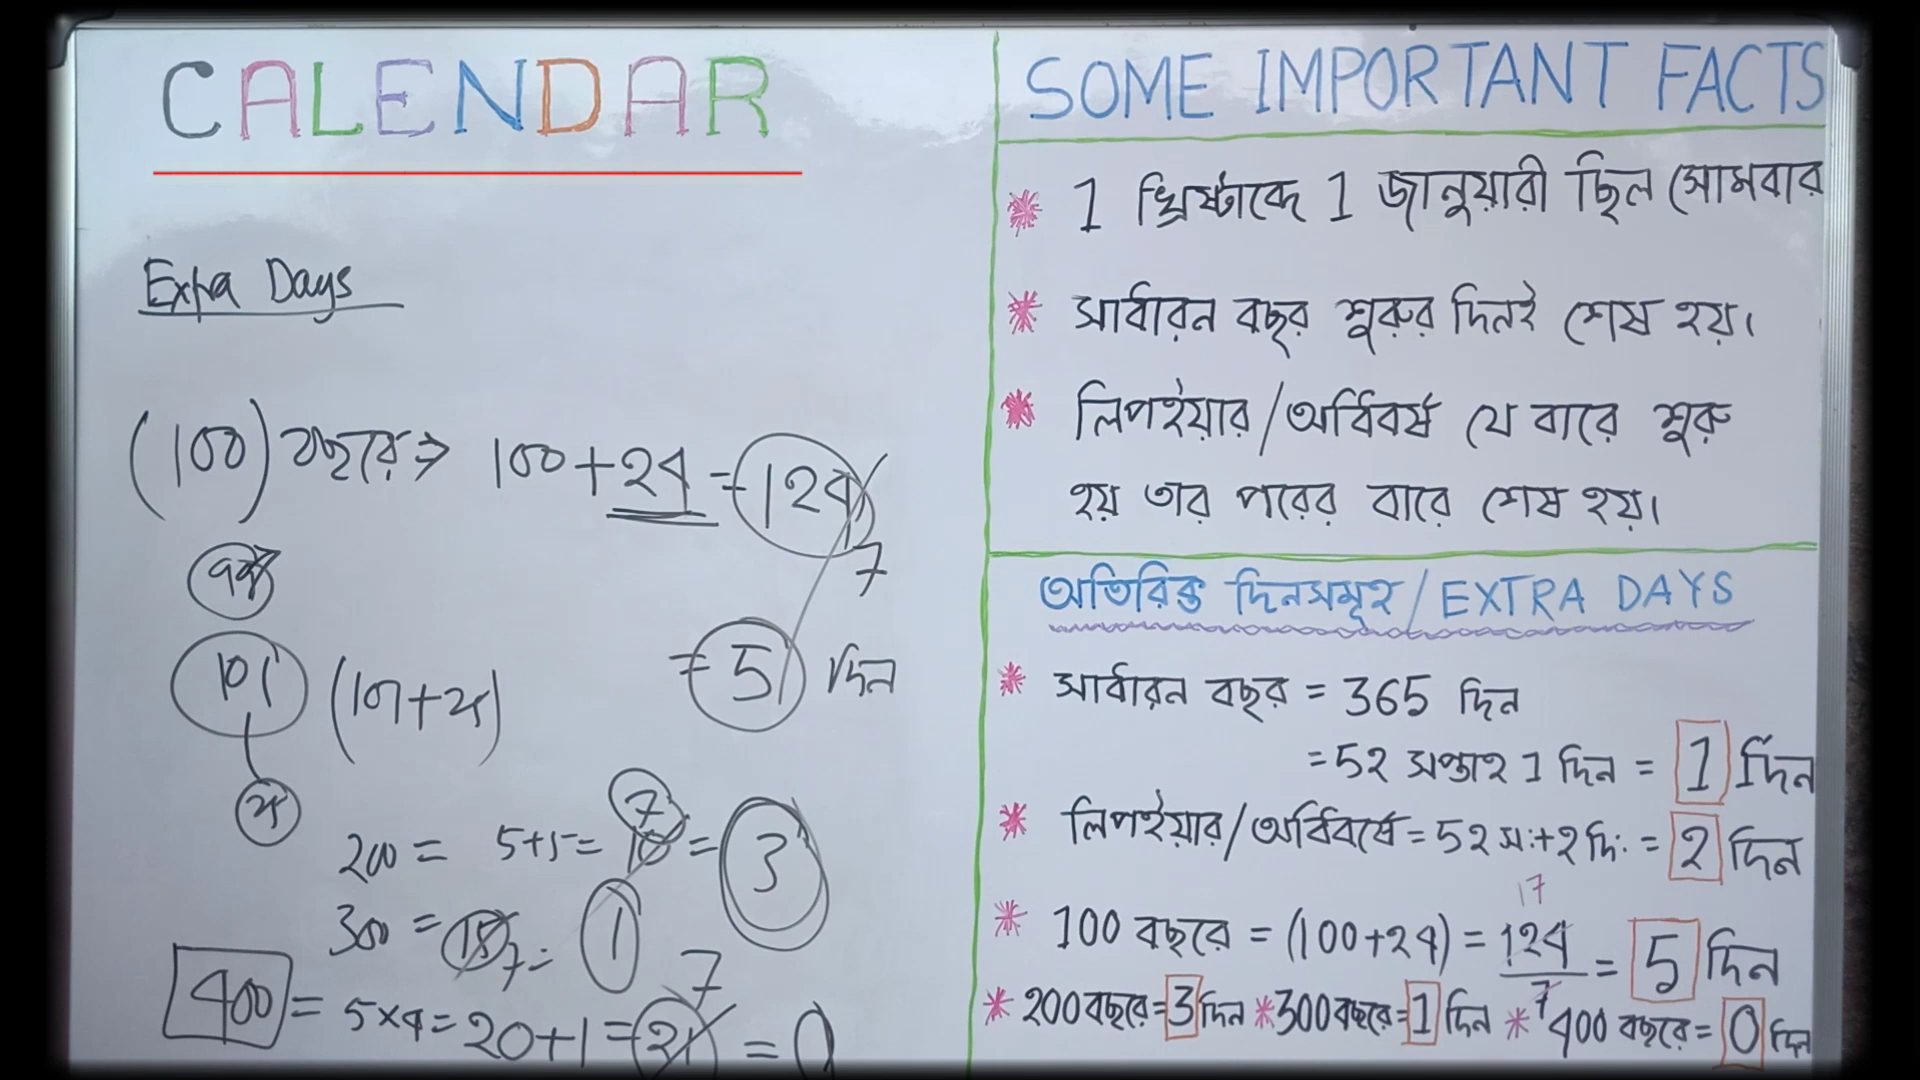 CALENDAR
Extra Days
(100) বছরে ⇒ 100+24 = 124
7
= 5 দিন
99
101
24
200 = 5+5 = 10 = 3
7
300 = 15 = 1
7
400 = 5×4 = 20+1 = 21 = 0
7
SOME IMPORTANT FACTS
* 1 খ্রিষ্টাব্দে 1 জানুয়ারী ছিল সোমবার
* সাধারন বছর শুরুর দিনই শেষ হয়।
* লিপইয়ার/অধিবর্ষ যে বারে শুরু
হয় তার পরের বারে শেষ হয়।
অতিরিক্ত দিনসমূহ/EXTRA DAYS
* সাধারন বছর = 365 দিন
= 52 সপ্তাহ 1 দিন = 1 দিন
* লিপইয়ার/অধিবর্ষে = 52 স:+2 দি: = 2 দিন
17
* 100 বছরে = (100+24) = 124 = 5 দিন
7
* 200 বছরে = 3 দিন * 300 বছরে = 1 দিন * 400 বছরে = 0 দিন